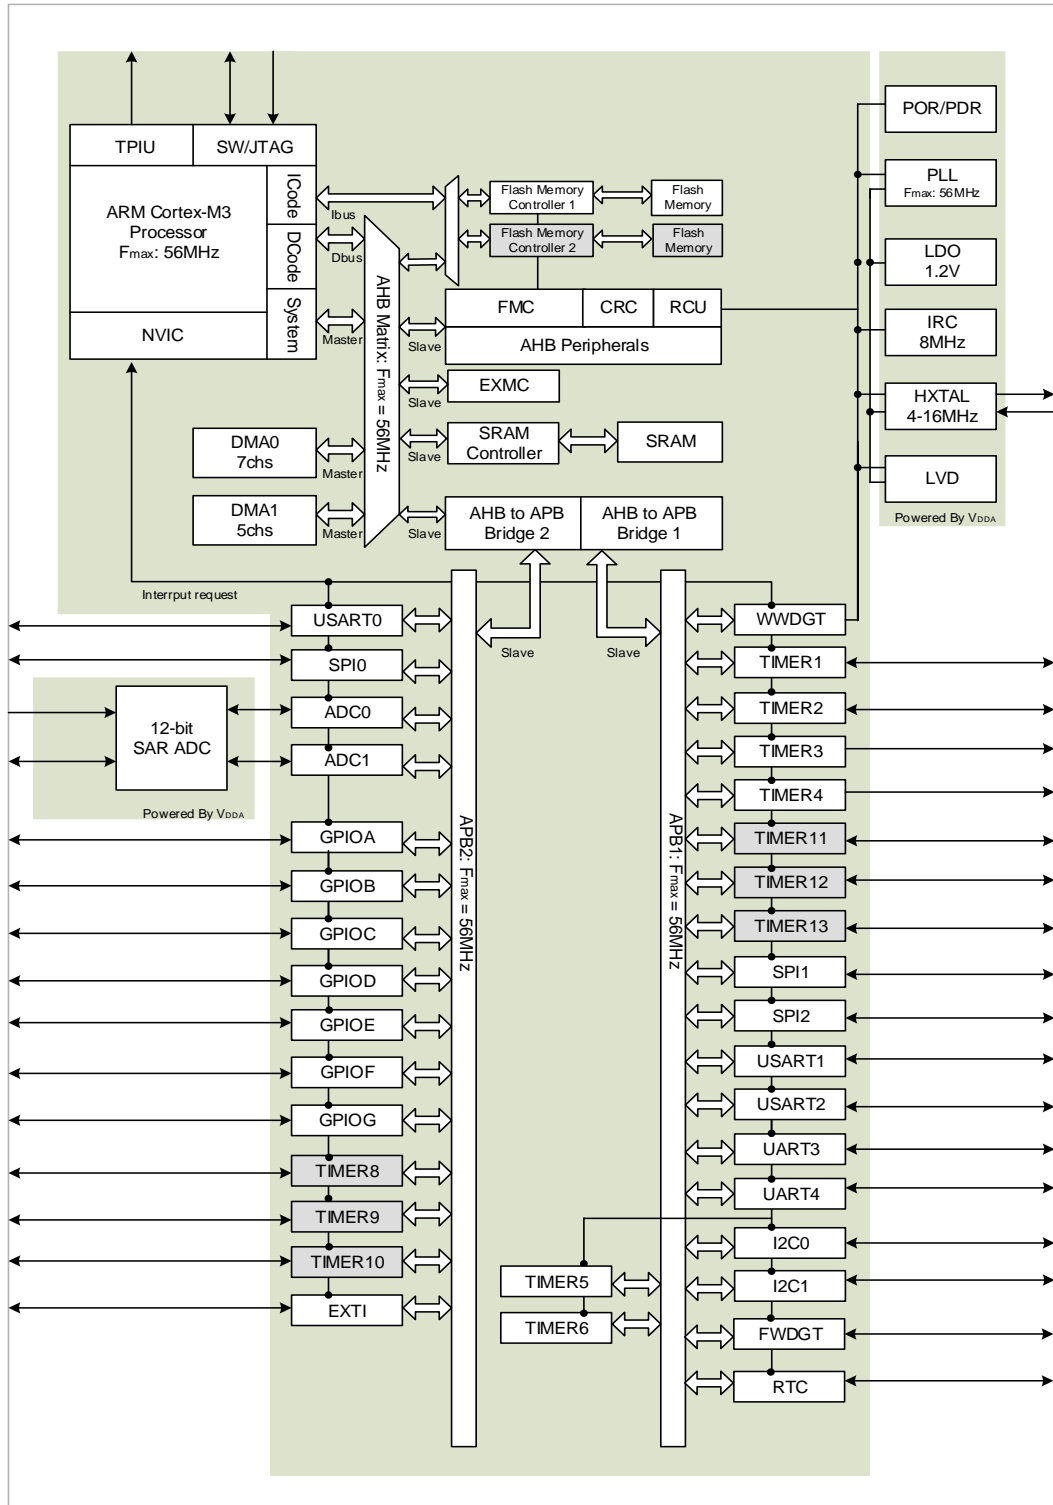 TPIU
SW/JTAG
ARM Cortex-M3
Processor
Fmax: 56MHz
NVIC
ICode
DCode
System
Ibus
Dbus
Master
AHB Matrix: Fmax = 56MHz
Flash Memory
Controller 1
Flash
Memory
Flash Memory
Controller 2
Flash
Memory
FMC
CRC
RCU
AHB Peripherals
Slave
EXMC
Slave
SRAM
Controller
SRAM
Slave
DMA0
7chs
Master
DMA1
5chs
Master
AHB to APB
Bridge 2
AHB to APB
Bridge 1
Slave
POR/PDR
PLL
Fmax: 56MHz
LDO
1.2V
IRC
8MHz
HXTAL
4-16MHz
LVD
Powered By VDDA
Interrput request
Slave
Slave
USART0
SPI0
ADC0
ADC1
12-bit
SAR ADC
Powered By VDDA
GPIOA
GPIOB
GPIOC
GPIOD
GPIOE
GPIOF
GPIOG
TIMER8
TIMER9
TIMER10
EXTI
APB2: Fmax = 56MHz
TIMER5
TIMER6
APB1: Fmax = 56MHz
WWDGT
TIMER1
TIMER2
TIMER3
TIMER4
TIMER11
TIMER12
TIMER13
SPI1
SPI2
USART1
USART2
UART3
UART4
I2C0
I2C1
FWDGT
RTC